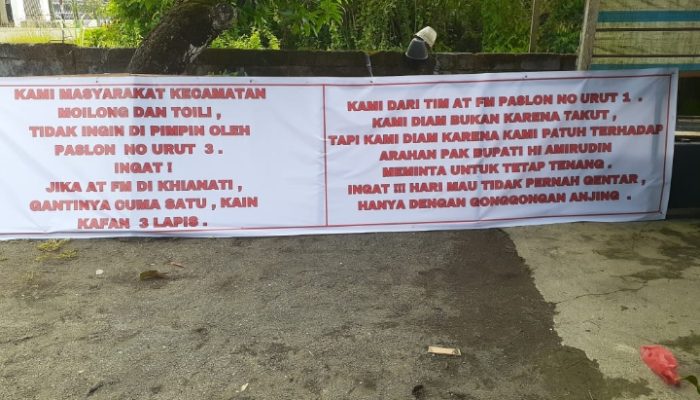 KAMI MASYARAKAT KECAMATAN
MOILONG DAN TOILI ,
TIDAK INGIN DI PIMPIN OLEH
PASLON NO URUT 3 .
INGAT !
JIKA AT FM DI KHIANATI ,
GANTINYA CUMA SATU , KAIN
KAFAN 3 LAPIS .
KAMI DARI TIM AT FM PASLON NO URUT 1 .
KAMI DIAM BUKAN KARENA TAKUT ,
TAPI KAMI DIAM KARENA KAMI PATUH TERHADAP
ARAHAN PAK BUPATI HI AMIRUDIN
MEMINTA UNTUK TETAP TENANG .
INGAT !!! HARI MAU TIDAK PERNAH GENTAR ,
HANYA DENGAN GONGGONGAN ANJING .